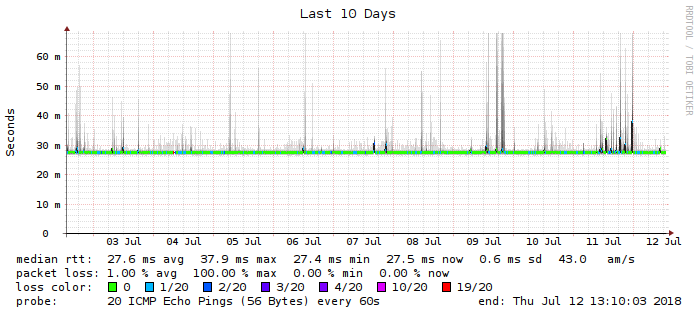 Last 10 Days
RRDTOOL / TOBI OETIKER
Seconds
60 m
50 m
40 m
30 m
20 m
10 m
0
03 Jul 04 Jul 05 Jul 06 Jul 07 Jul 08 Jul 09 Jul 10 Jul 11 Jul 12 Jul
median rtt: 27.6 ms avg 37.9 ms max 27.4 ms min 27.5 ms now 0.6 ms sd 43.0 am/s
packet loss: 1.00 % avg 100.00 % max 0.00 % min 0.00 % now
loss color: 0 1/20 2/20 3/20 4/20 10/20 19/20
probe: 20 ICMP Echo Pings (56 Bytes) every 60s end: Thu Jul 12 13:10:03 2018